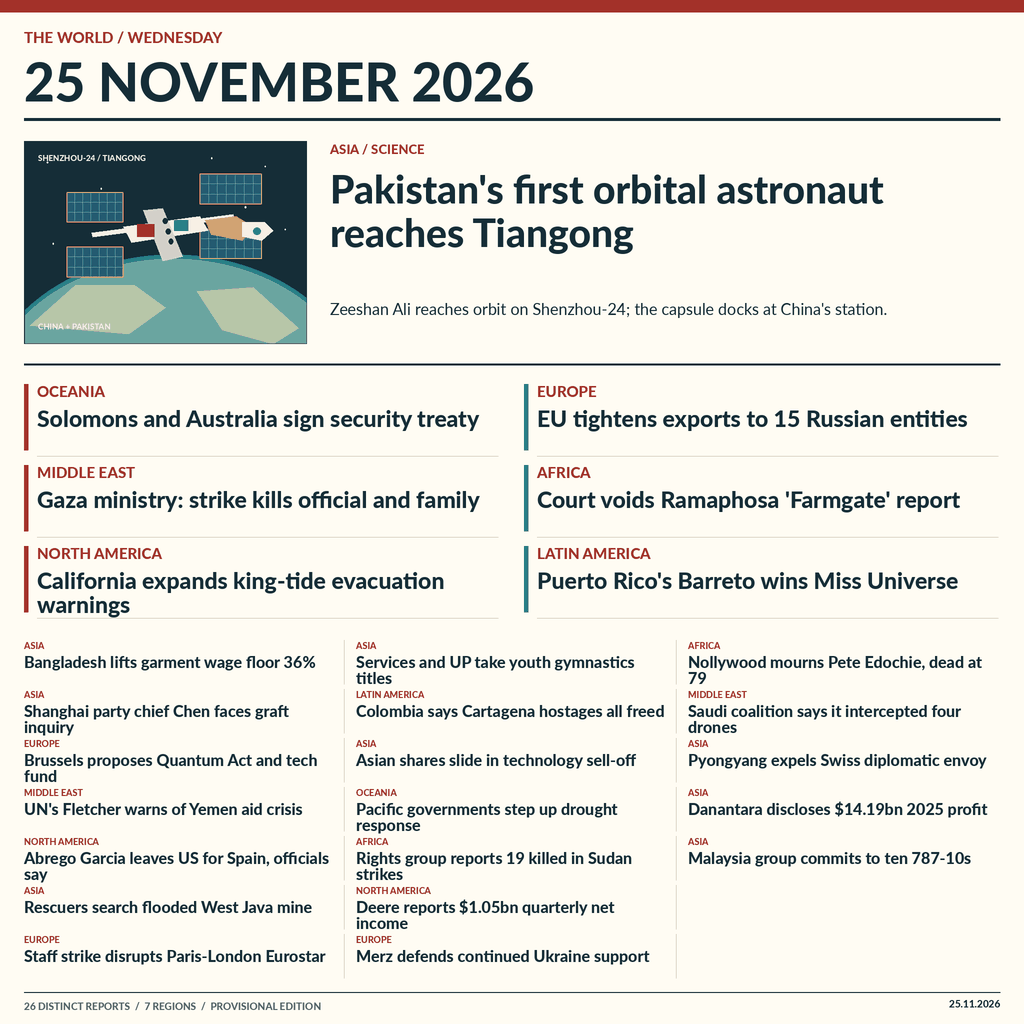 THE WORLD / WEDNESDAY
25 NOVEMBER 2026
SHENZHOU-24 / TIANGONG
CHINA + PAKISTAN
ASIA / SCIENCE
Pakistan's first orbital astronaut
reaches Tiangong
Zeeshan Ali reaches orbit on Shenzhou-24; the capsule docks at China's station.
OCEANIA
Solomons and Australia sign security treaty
EUROPE
EU tightens exports to 15 Russian entities
MIDDLE EAST
Gaza ministry: strike kills official and family
AFRICA
Court voids Ramaphosa 'Farmgate' report
NORTH AMERICA
California expands king-tide evacuation
warnings
LATIN AMERICA
Puerto Rico's Barreto wins Miss Universe
ASIA
Bangladesh lifts garment wage floor 36%
ASIA
Shanghai party chief Chen faces graft
inquiry
EUROPE
Brussels proposes Quantum Act and tech
fund
MIDDLE EAST
UN's Fletcher warns of Yemen aid crisis
NORTH AMERICA
Abrego Garcia leaves US for Spain, officials
say
ASIA
Rescuers search flooded West Java mine
EUROPE
Staff strike disrupts Paris-London Eurostar
ASIA
Services and UP take youth gymnastics
titles
LATIN AMERICA
Colombia says Cartagena hostages all freed
ASIA
Asian shares slide in technology sell-off
OCEANIA
Pacific governments step up drought
response
AFRICA
Rights group reports 19 killed in Sudan
strikes
NORTH AMERICA
Deere reports $1.05bn quarterly net
income
EUROPE
Merz defends continued Ukraine support
AFRICA
Nollywood mourns Pete Edochie, dead at
79
MIDDLE EAST
Saudi coalition says it intercepted four
drones
ASIA
Pyongyang expels Swiss diplomatic envoy
ASIA
Danantara discloses $14.19bn 2025 profit
ASIA
Malaysia group commits to ten 787-10s
26 DISTINCT REPORTS / 7 REGIONS / PROVISIONAL EDITION
25.11.2026